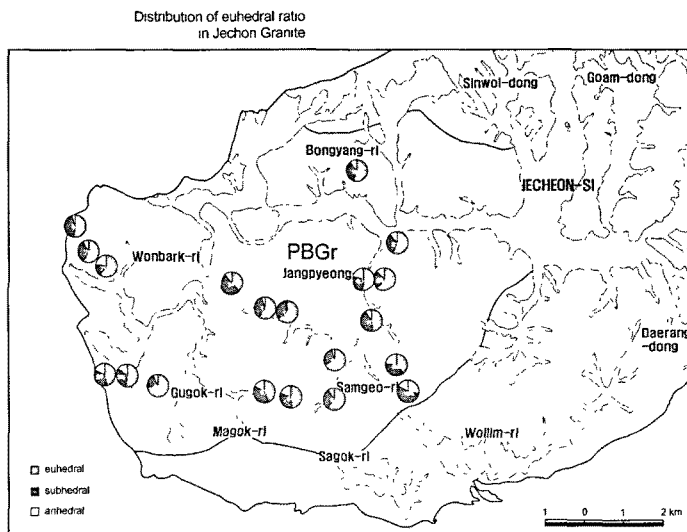 Distribution of euhedral ratio
in Jechon Granite
Sinwol-dong
Goam-dong
Bongyang-ri
JECHEON-SI
Wonbark-ri
PBGr
Jangpyeong
Daerang
-dong
Gugok-ri
Samgeo-ri
Magok-ri
Wollim-ri
Sagok-ri
euhedral
subhedral
anhedral
1 0 1 2 km